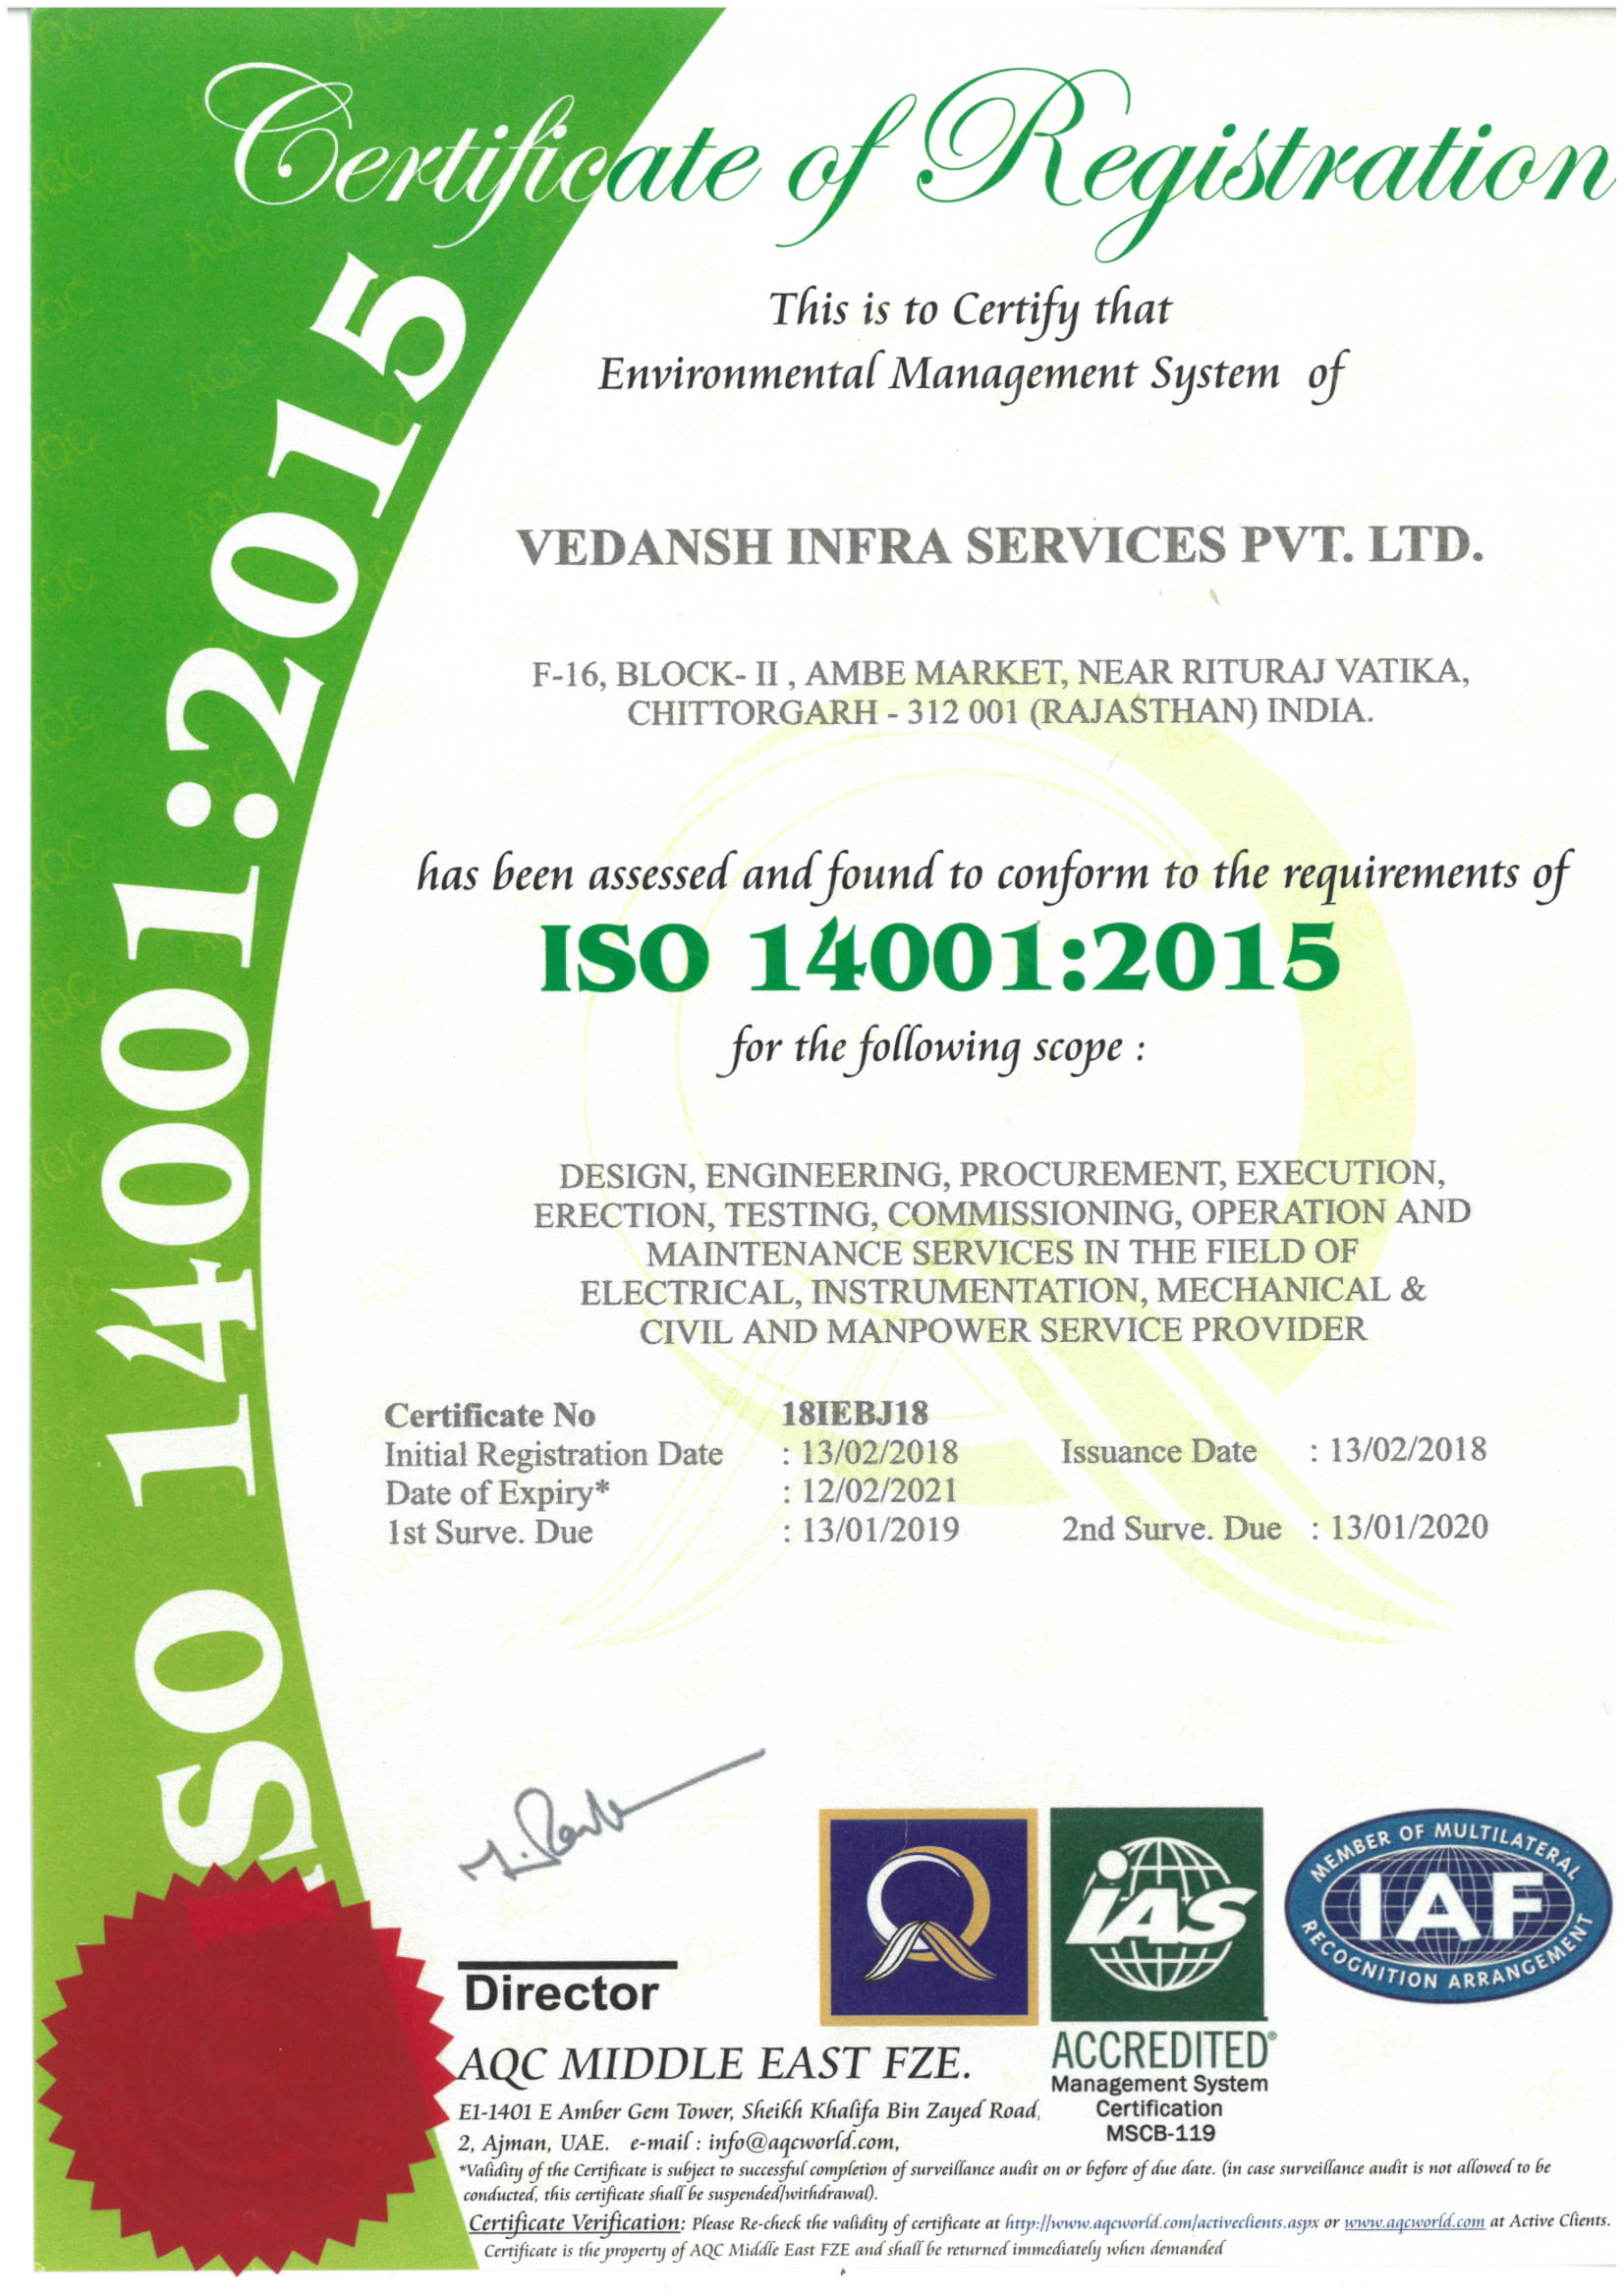 Certificate of Registration
ISO 14001:2015
This is to Certify that
Environmental Management System of
VEDANSH INFRA SERVICES PVT. LTD.
F-16, BLOCK- II , AMBE MARKET, NEAR RITURAJ VATIKA,
CHITTORGARH - 312 001 (RAJASTHAN) INDIA.
has been assessed and found to conform to the requirements of
ISO 14001:2015
for the following scope :
DESIGN, ENGINEERING, PROCUREMENT, EXECUTION,
ERECTION, TESTING, COMMISSIONING, OPERATION AND
MAINTENANCE SERVICES IN THE FIELD OF
ELECTRICAL, INSTRUMENTATION, MECHANICAL &
CIVIL AND MANPOWER SERVICE PROVIDER
Certificate No 18IEBJ18
Initial Registration Date : 13/02/2018 Issuance Date : 13/02/2018
Date of Expiry* : 12/02/2021
1st Surve. Due : 13/01/2019 2nd Surve. Due : 13/01/2020
Director
AQC MIDDLE EAST FZE.
E1-1401 E Amber Gem Tower, Sheikh Khalifa Bin Zayed Road,
2, Ajman, UAE. e-mail : info@aqcworld.com,
IAS
ACCREDITED®
Management System
Certification
MSCB-119
MEMBER OF MULTILATERAL
IAF
RECOGNITION ARRANGEMENT
*Validity of the Certificate is subject to successful completion of surveillance audit on or before of due date. (in case surveillance audit is not allowed to be
conducted, this certificate shall be suspended/withdrawal).
Certificate Verification: Please Re-check the validity of certificate at http://www.aqcworld.com/activeclients.aspx or www.aqcworld.com at Active Clients.
Certificate is the property of AQC Middle East FZE and shall be returned immediately when demanded